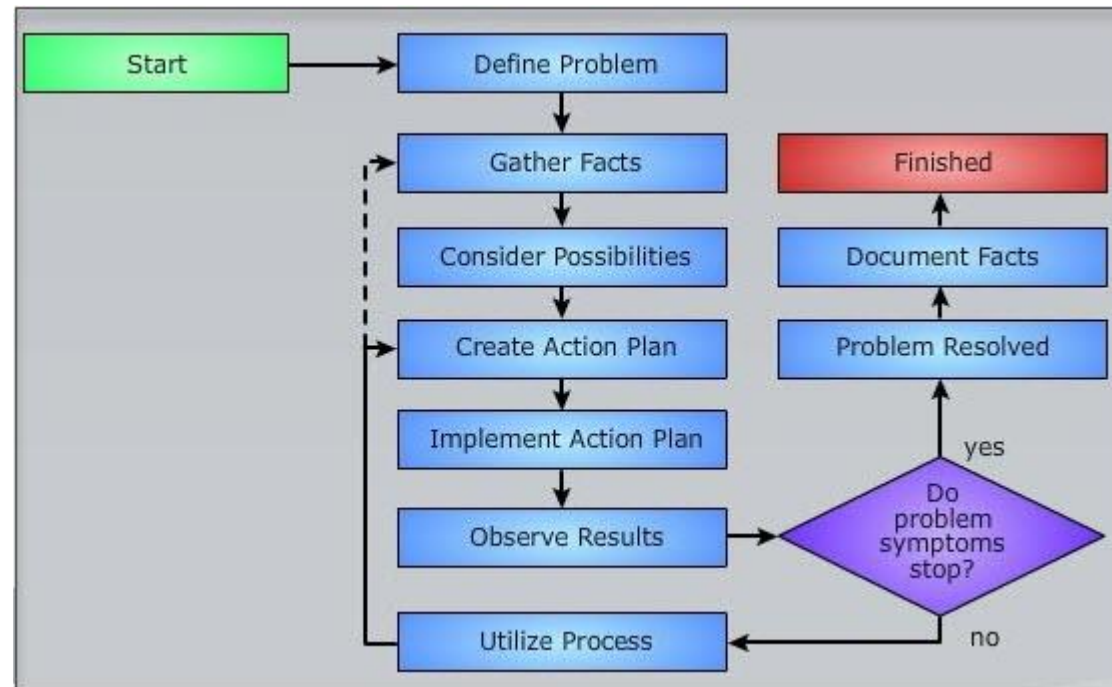 Start
Define Problem
Gather Facts
Finished
Consider Possibilities
Document Facts
Create Action Plan
Problem Resolved
Implement Action Plan
yes
Do
problem
symptoms
stop?
Observe Results
no
Utilize Process